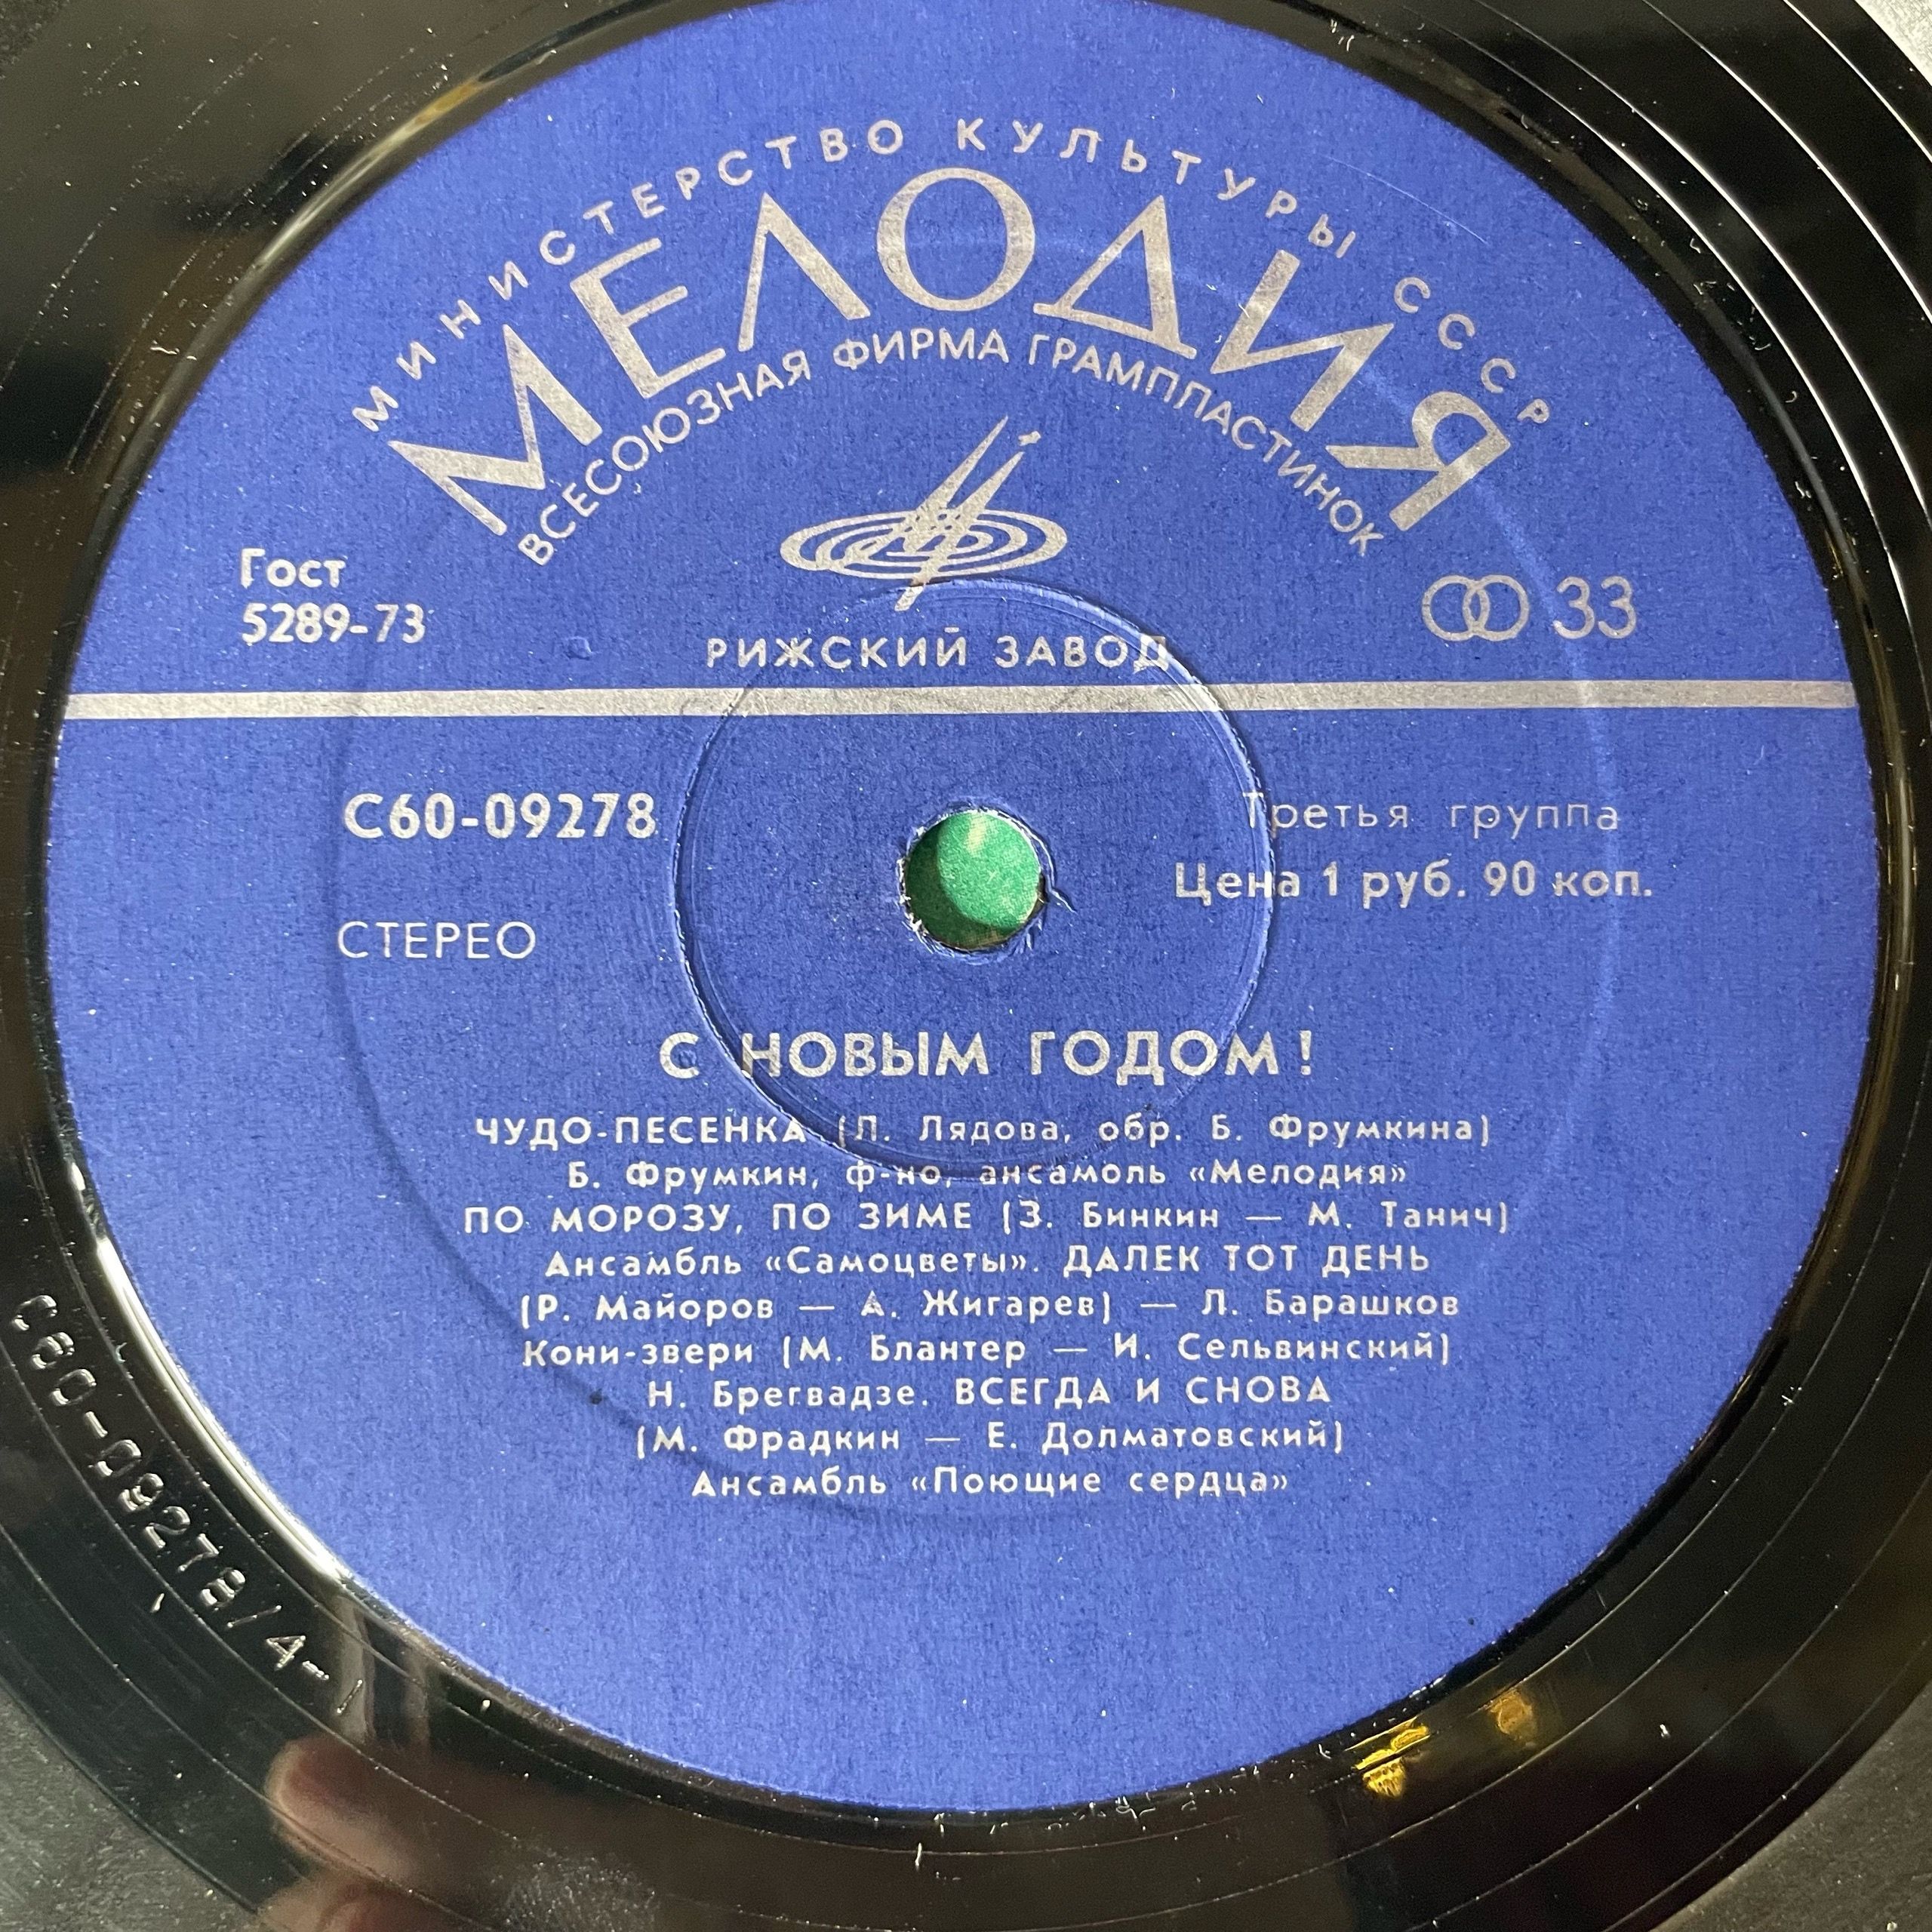 МИНИСТЕРСТВО КУЛЬТУРЫ СССР
МЕЛОДИЯ
ВСЕСОЮЗНАЯ ФИРМА ГРАМПЛАСТИНОК
Гост
5289-73
33
РИЖСКИЙ ЗАВОД
С60-09278
Третья группа
Цена 1 руб. 90 коп.
СТЕРЕО
С НОВЫМ ГОДОМ!
ЧУДО-ПЕСЕНКА (Л. Лядова, обр. Б. Фрумкина)
Б. Фрумкин, ф-но, ансамбль «Мелодия»
ПО МОРОЗУ, ПО ЗИМЕ (З. Бинкин — М. Танич)
Ансамбль «Самоцветы». ДАЛЕК ТОТ ДЕНЬ
(Р. Майоров — А. Жигарев) — Л. Барашков
Кони-звери (М. Блантер — И. Сельвинский)
Н. Брегвадзе. ВСЕГДА И СНОВА
(М. Фрадкин — Е. Долматовский)
Ансамбль «Поющие сердца»
С60-09278/4-1